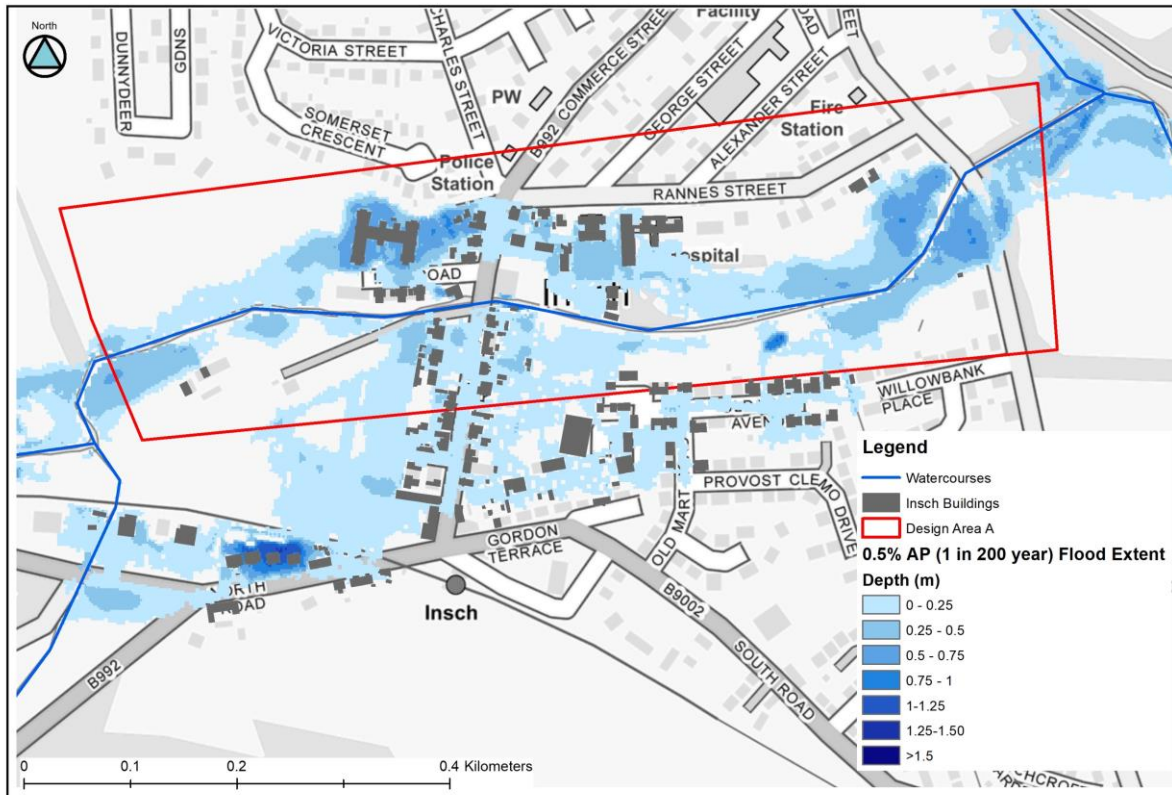 North
DUNNYDEER
GDNS
VICTORIA STREET
CHARLES STREET
SOMERSET
CRESCENT
PW
B992 COMMERCE STREET
Facility
GEORGE STREET
ALEXANDER STREET
ROAD
STREET
Fire
Station
Police
Station
RANNES STREET
ROAD
WILLOWBANK
PLACE
PROVOST CLEMO DRIVE
OLD MART
GORDON
TERRACE
Insch
B9002
SOUTH ROAD
ROAD
B992
Legend
Watercourses
Insch Buildings
Design Area A
0.5% AP (1 in 200 year) Flood Extent
Depth (m)
0 - 0.25
0.25 - 0.5
0.5 - 0.75
0.75 - 1
1-1.25
1.25-1.50
>1.5
0 0.1 0.2 0.4 Kilometers